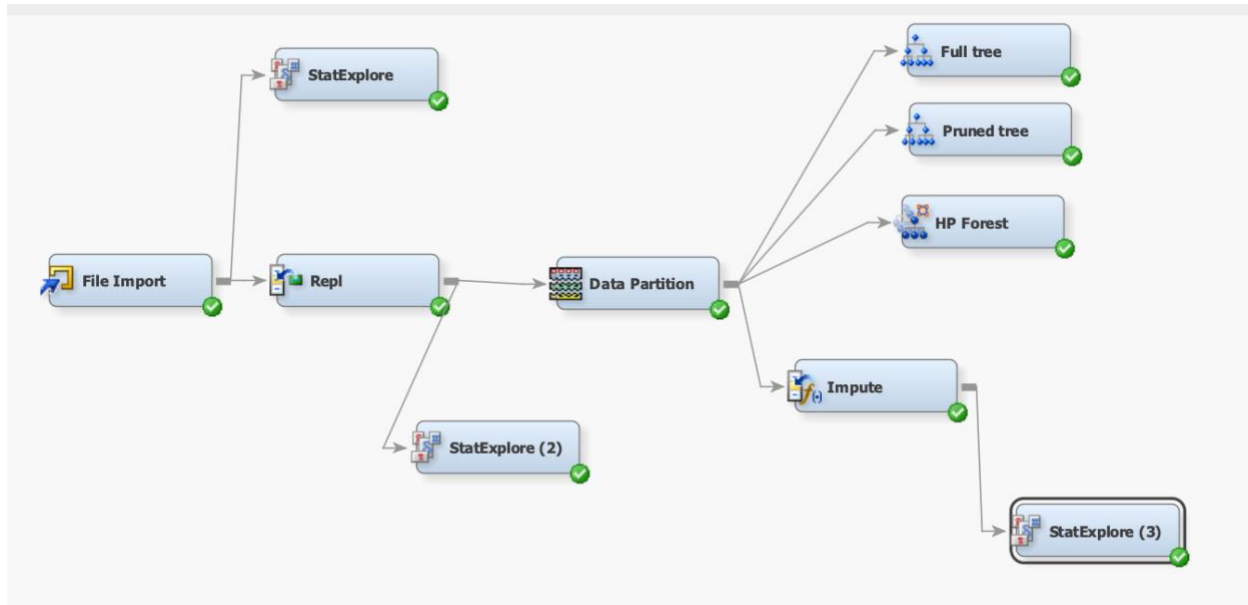 Full tree
StatExplore
Pruned tree
HP Forest
File Import
Repl
Data Partition
Impute
StatExplore (2)
StatExplore (3)